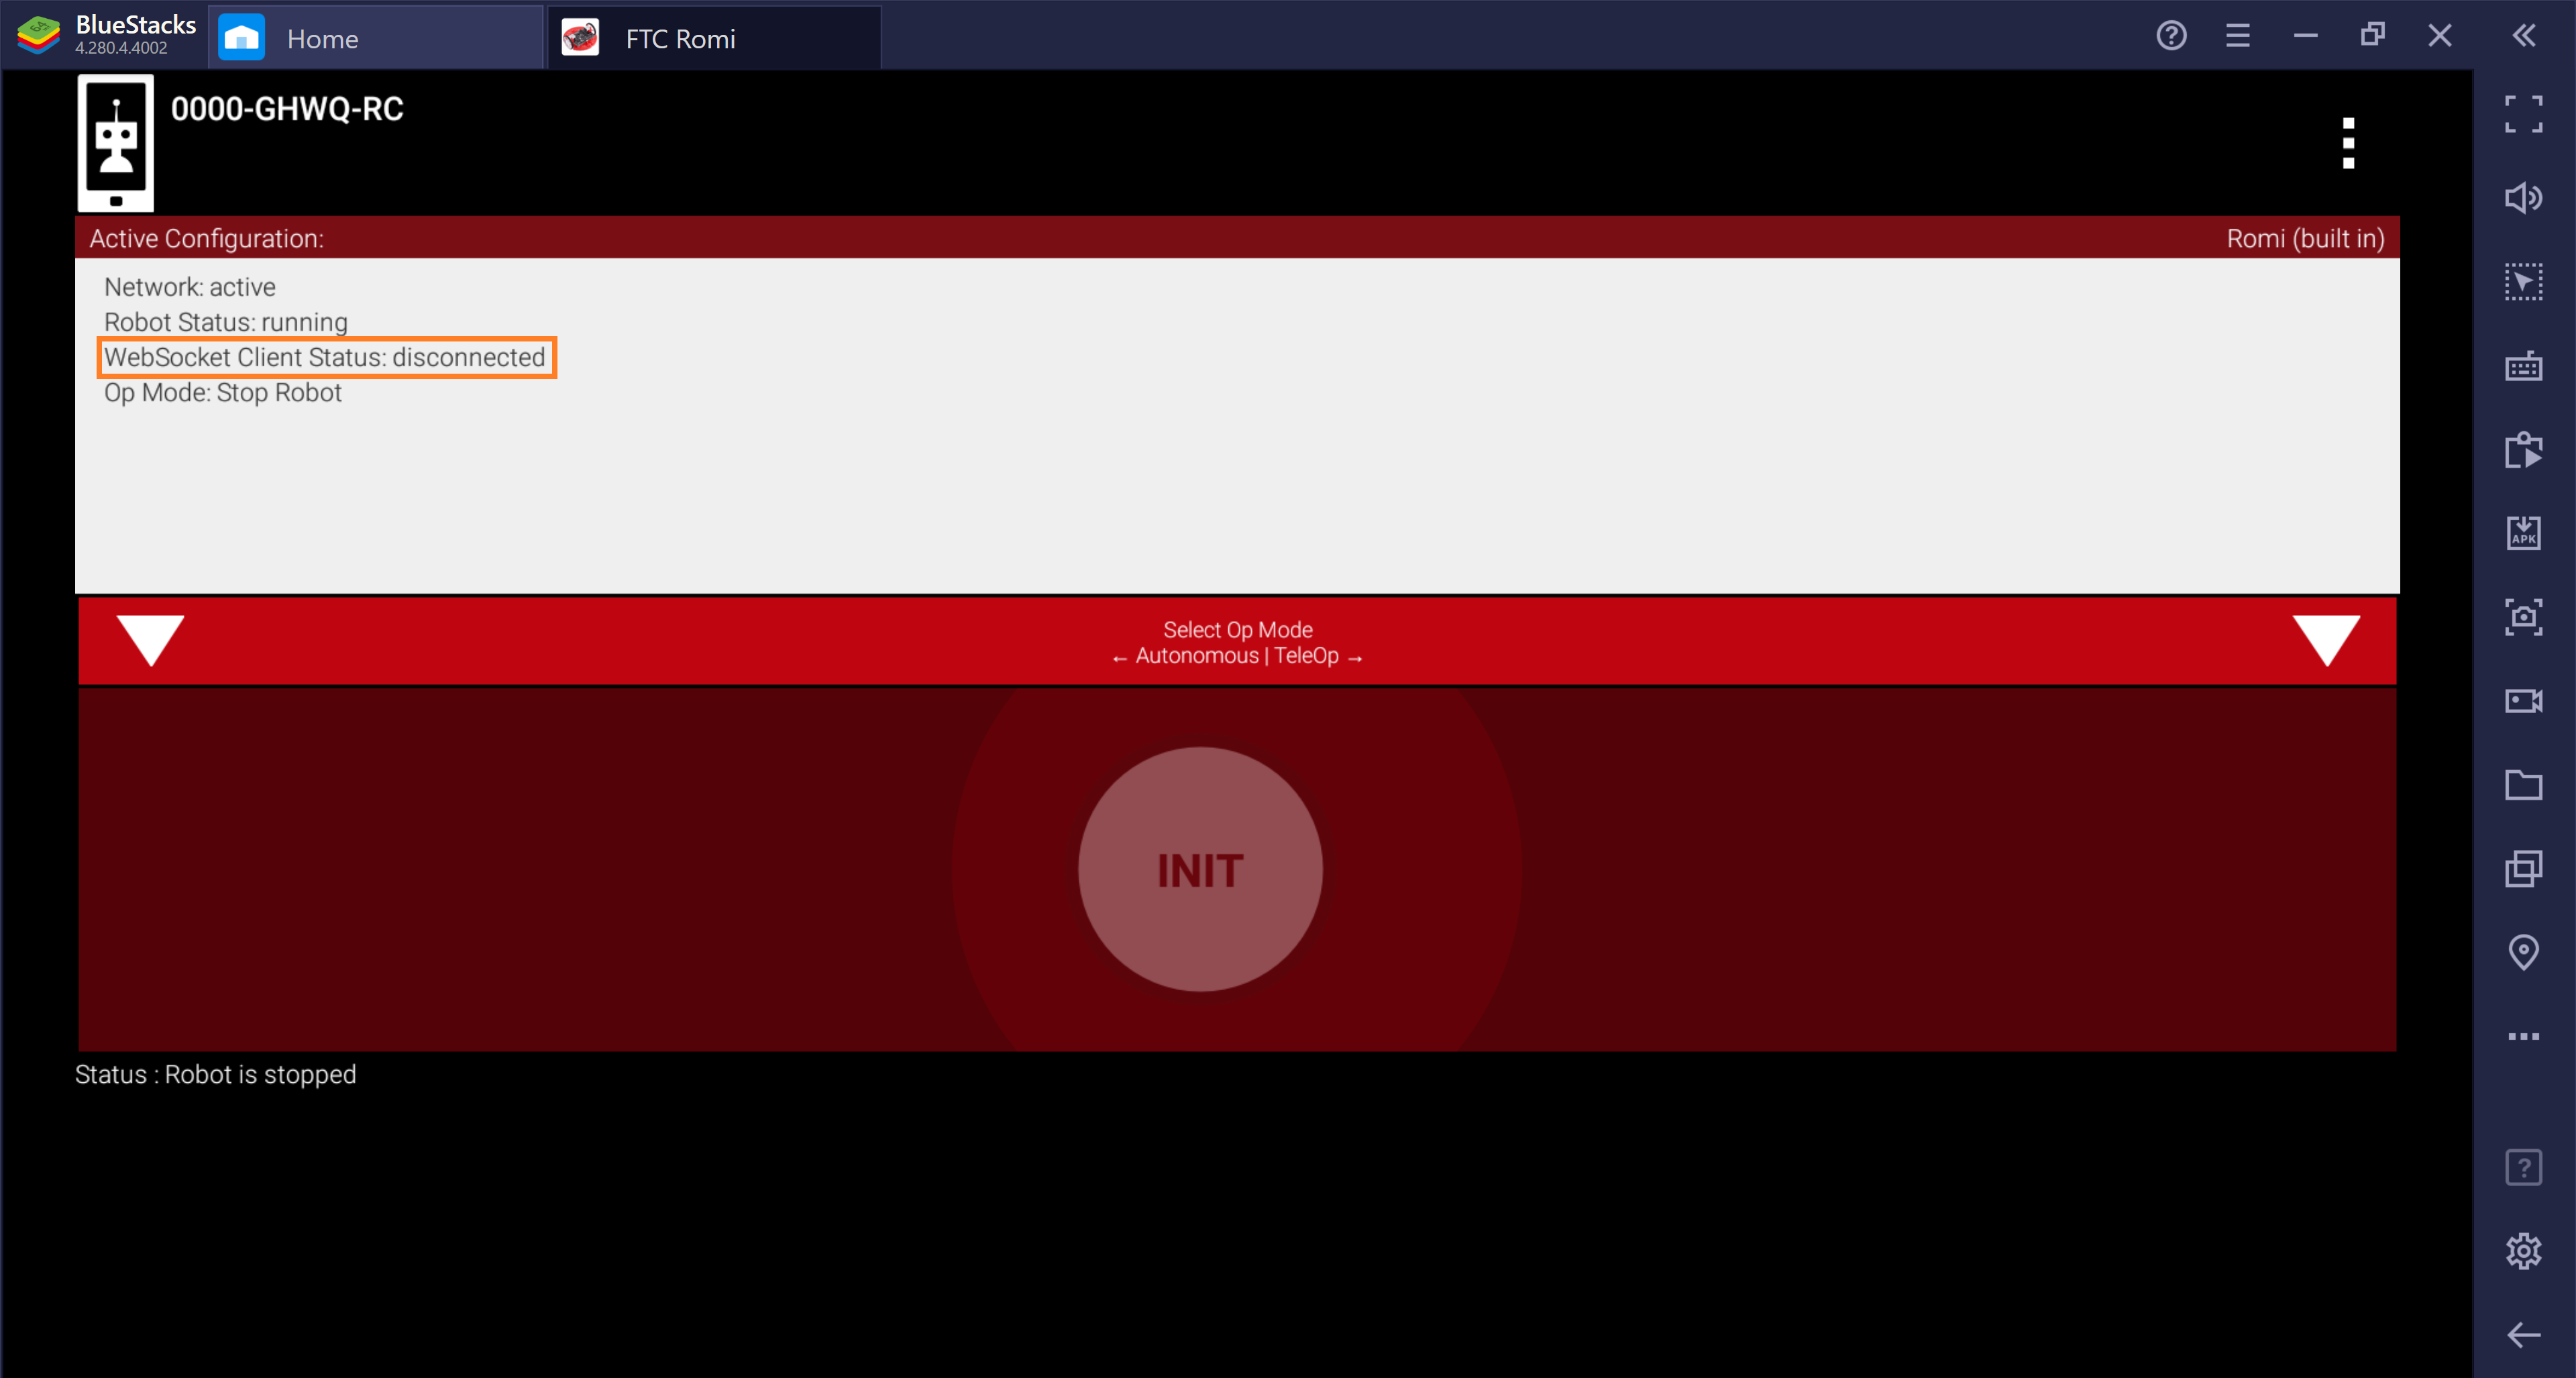 BlueStacks
4.280.4.4002
Home
FTC Romi
0000-GHWQ-RC
Active Configuration:
Romi (built in)
Network: active
Robot Status: running
WebSocket Client Status: disconnected
Op Mode: Stop Robot
Select Op Mode
← Autonomous | TeleOp →
INIT
Status : Robot is stopped
APK